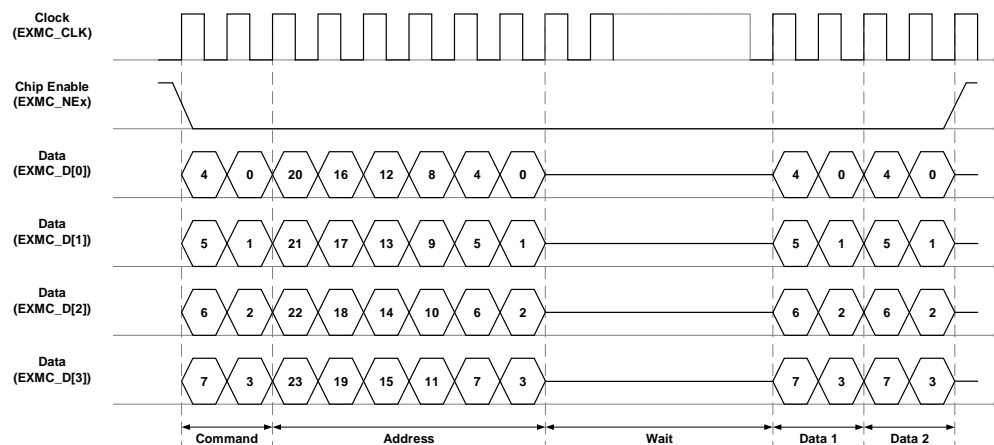 Clock
(EXMC_CLK)
Chip Enable
(EXMC_NEx)
Data
(EXMC_D[0])
4 0 20 16 12 8 4 0 4 0 4 0
Data
(EXMC_D[1])
5 1 21 17 13 9 5 1 5 1 5 1
Data
(EXMC_D[2])
6 2 22 18 14 10 6 2 6 2 6 2
Data
(EXMC_D[3])
7 3 23 19 15 11 7 3 7 3 7 3
Command Address Wait Data 1 Data 2